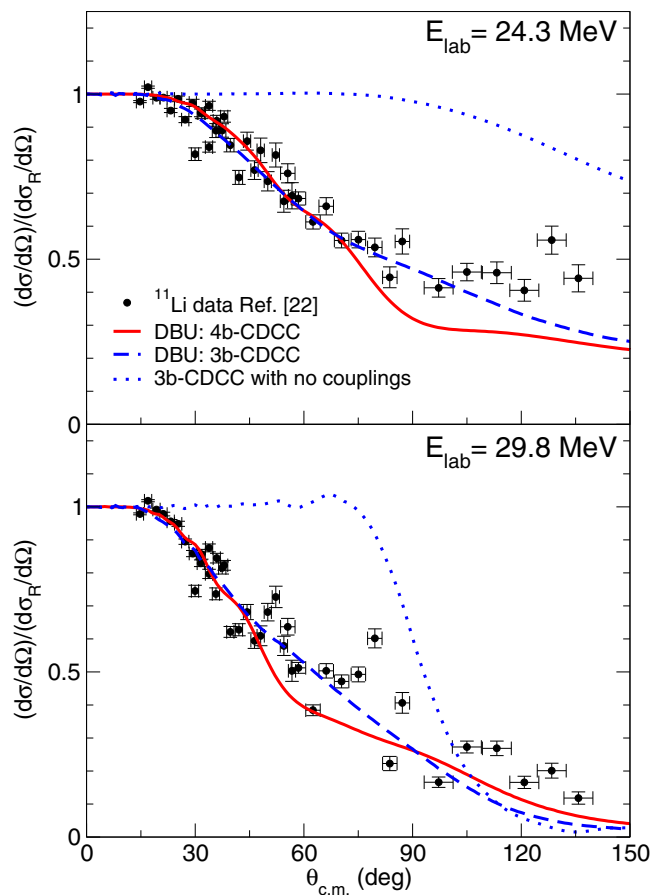 E_lab= 24.3 MeV
1
(dσ/dΩ)/(dσ_R/dΩ)
0.5
¹¹Li data Ref. [22]
DBU: 4b-CDCC
DBU: 3b-CDCC
3b-CDCC with no couplings
0
E_lab= 29.8 MeV
1
(dσ/dΩ)/(dσ_R/dΩ)
0.5
0
0 30 60 90 120 150
θ_c.m. (deg)